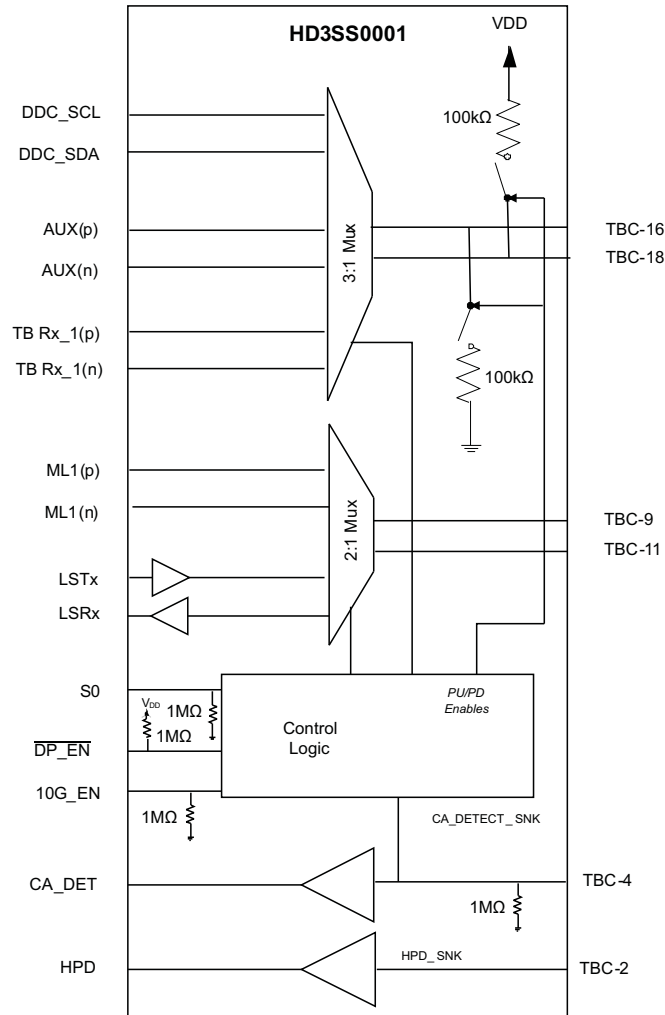 HD3SS0001
VDD
100kΩ
DDC_SCL
DDC_SDA
AUX(p)
AUX(n)
TB Rx_1(p)
TB Rx_1(n)
3:1 Mux
TBC-16
TBC-18
100kΩ
ML1(p)
ML1(n)
LSTx
LSRx
2:1 Mux
TBC-9
TBC-11
S0
VDD
1MΩ
1MΩ
DP_EN
10G_EN
1MΩ
Control
Logic
PU/PD
Enables
CA_DETECT_SNK
CA_DET
TBC-4
1MΩ
HPD
HPD_SNK
TBC-2